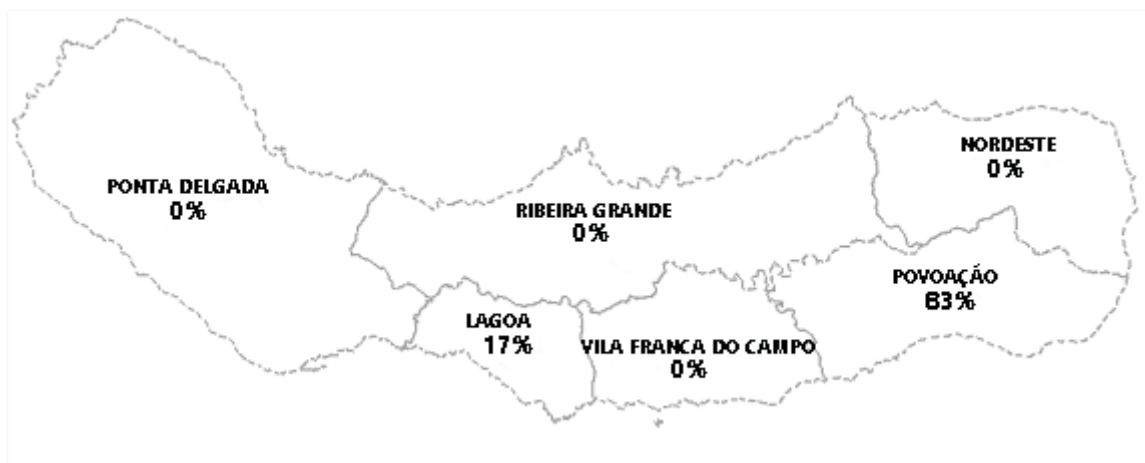 NORDESTE
0%
PONTA DELGADA
0%
RIBEIRA GRANDE
0%
POVOAÇÃO
83%
LAGOA
17%
VILA FRANCA DO CAMPO
0%